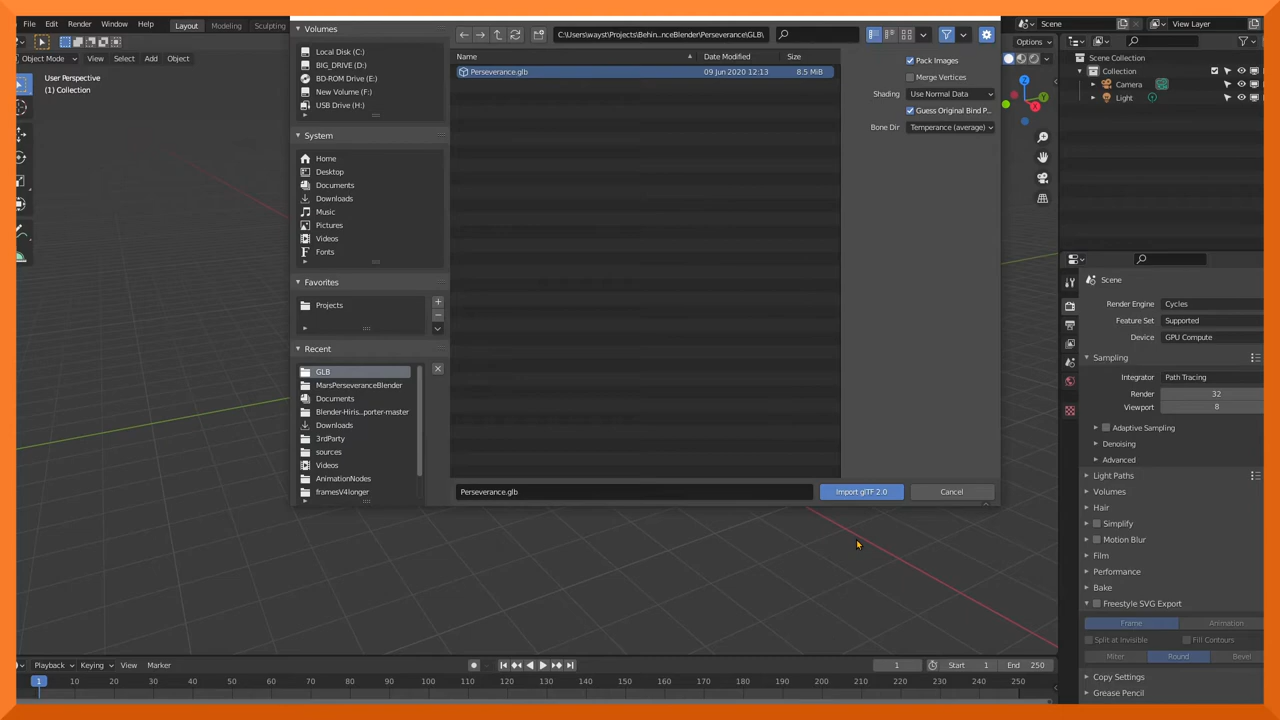 File Edit Render Window Help Layout Modeling Sculpting
Scene View Layer
Object Mode View Select Add Object
Options
User Perspective
(1) Collection
Volumes
Local Disk (C:)
BIG_DRIVE (D:)
BD-ROM Drive (E:)
New Volume (F:)
USB Drive (H:)
System
Home
Desktop
Documents
Downloads
Music
Pictures
Videos
Fonts
Favorites
Projects
Recent
GLB
MarsPerseveranceBlender
Documents
Blender-Hiris...porter-master
Downloads
3rdParty
sources
Videos
AnimationNodes
framesV4longer
C:\Users\wayst\Projects\Behin...nceBlender\Perseverance\GLB\
Name Date Modified Size
Perseverance.glb 09 Jun 2020 12:13 8.5 MiB
Perseverance.glb Import glTF 2.0 Cancel
Pack Images
Merge Vertices
Shading Use Normal Data
Guess Original Bind P...
Bone Dir Temperance (average)
Z
Y
X
Scene Collection
Collection
Camera
Light
Scene
Render Engine Cycles
Feature Set Supported
Device GPU Compute
Sampling
Integrator Path Tracing
Render 32
Viewport 8
Adaptive Sampling
Denoising
Advanced
Light Paths
Volumes
Hair
Simplify
Motion Blur
Film
Performance
Bake
Freestyle SVG Export
Frame Animation
Split at Invisible Fill Contours
Miter Round Bevel
Copy Settings
Grease Pencil
Playback Keying View Marker 1 Start 1 End 250
1 10 20 30 40 50 60 70 80 90 100 110 120 130 140 150 160 170 180 190 200 210 220 230 240 250